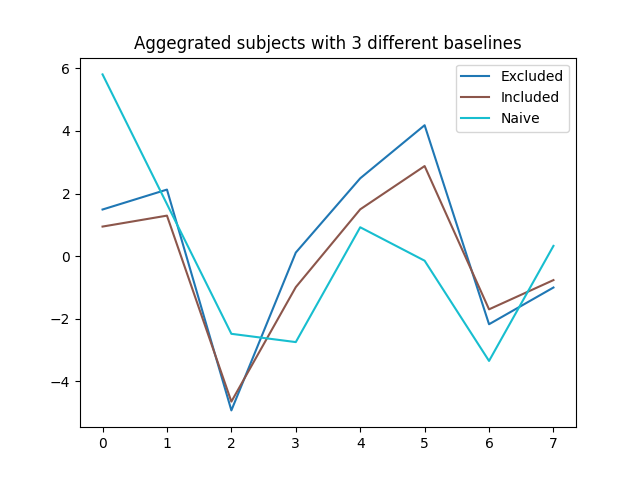 Aggegrated subjects with 3 different baselines
6
4
2
0
−2
−4
0 1 2 3 4 5 6 7
Excluded
Included
Naive